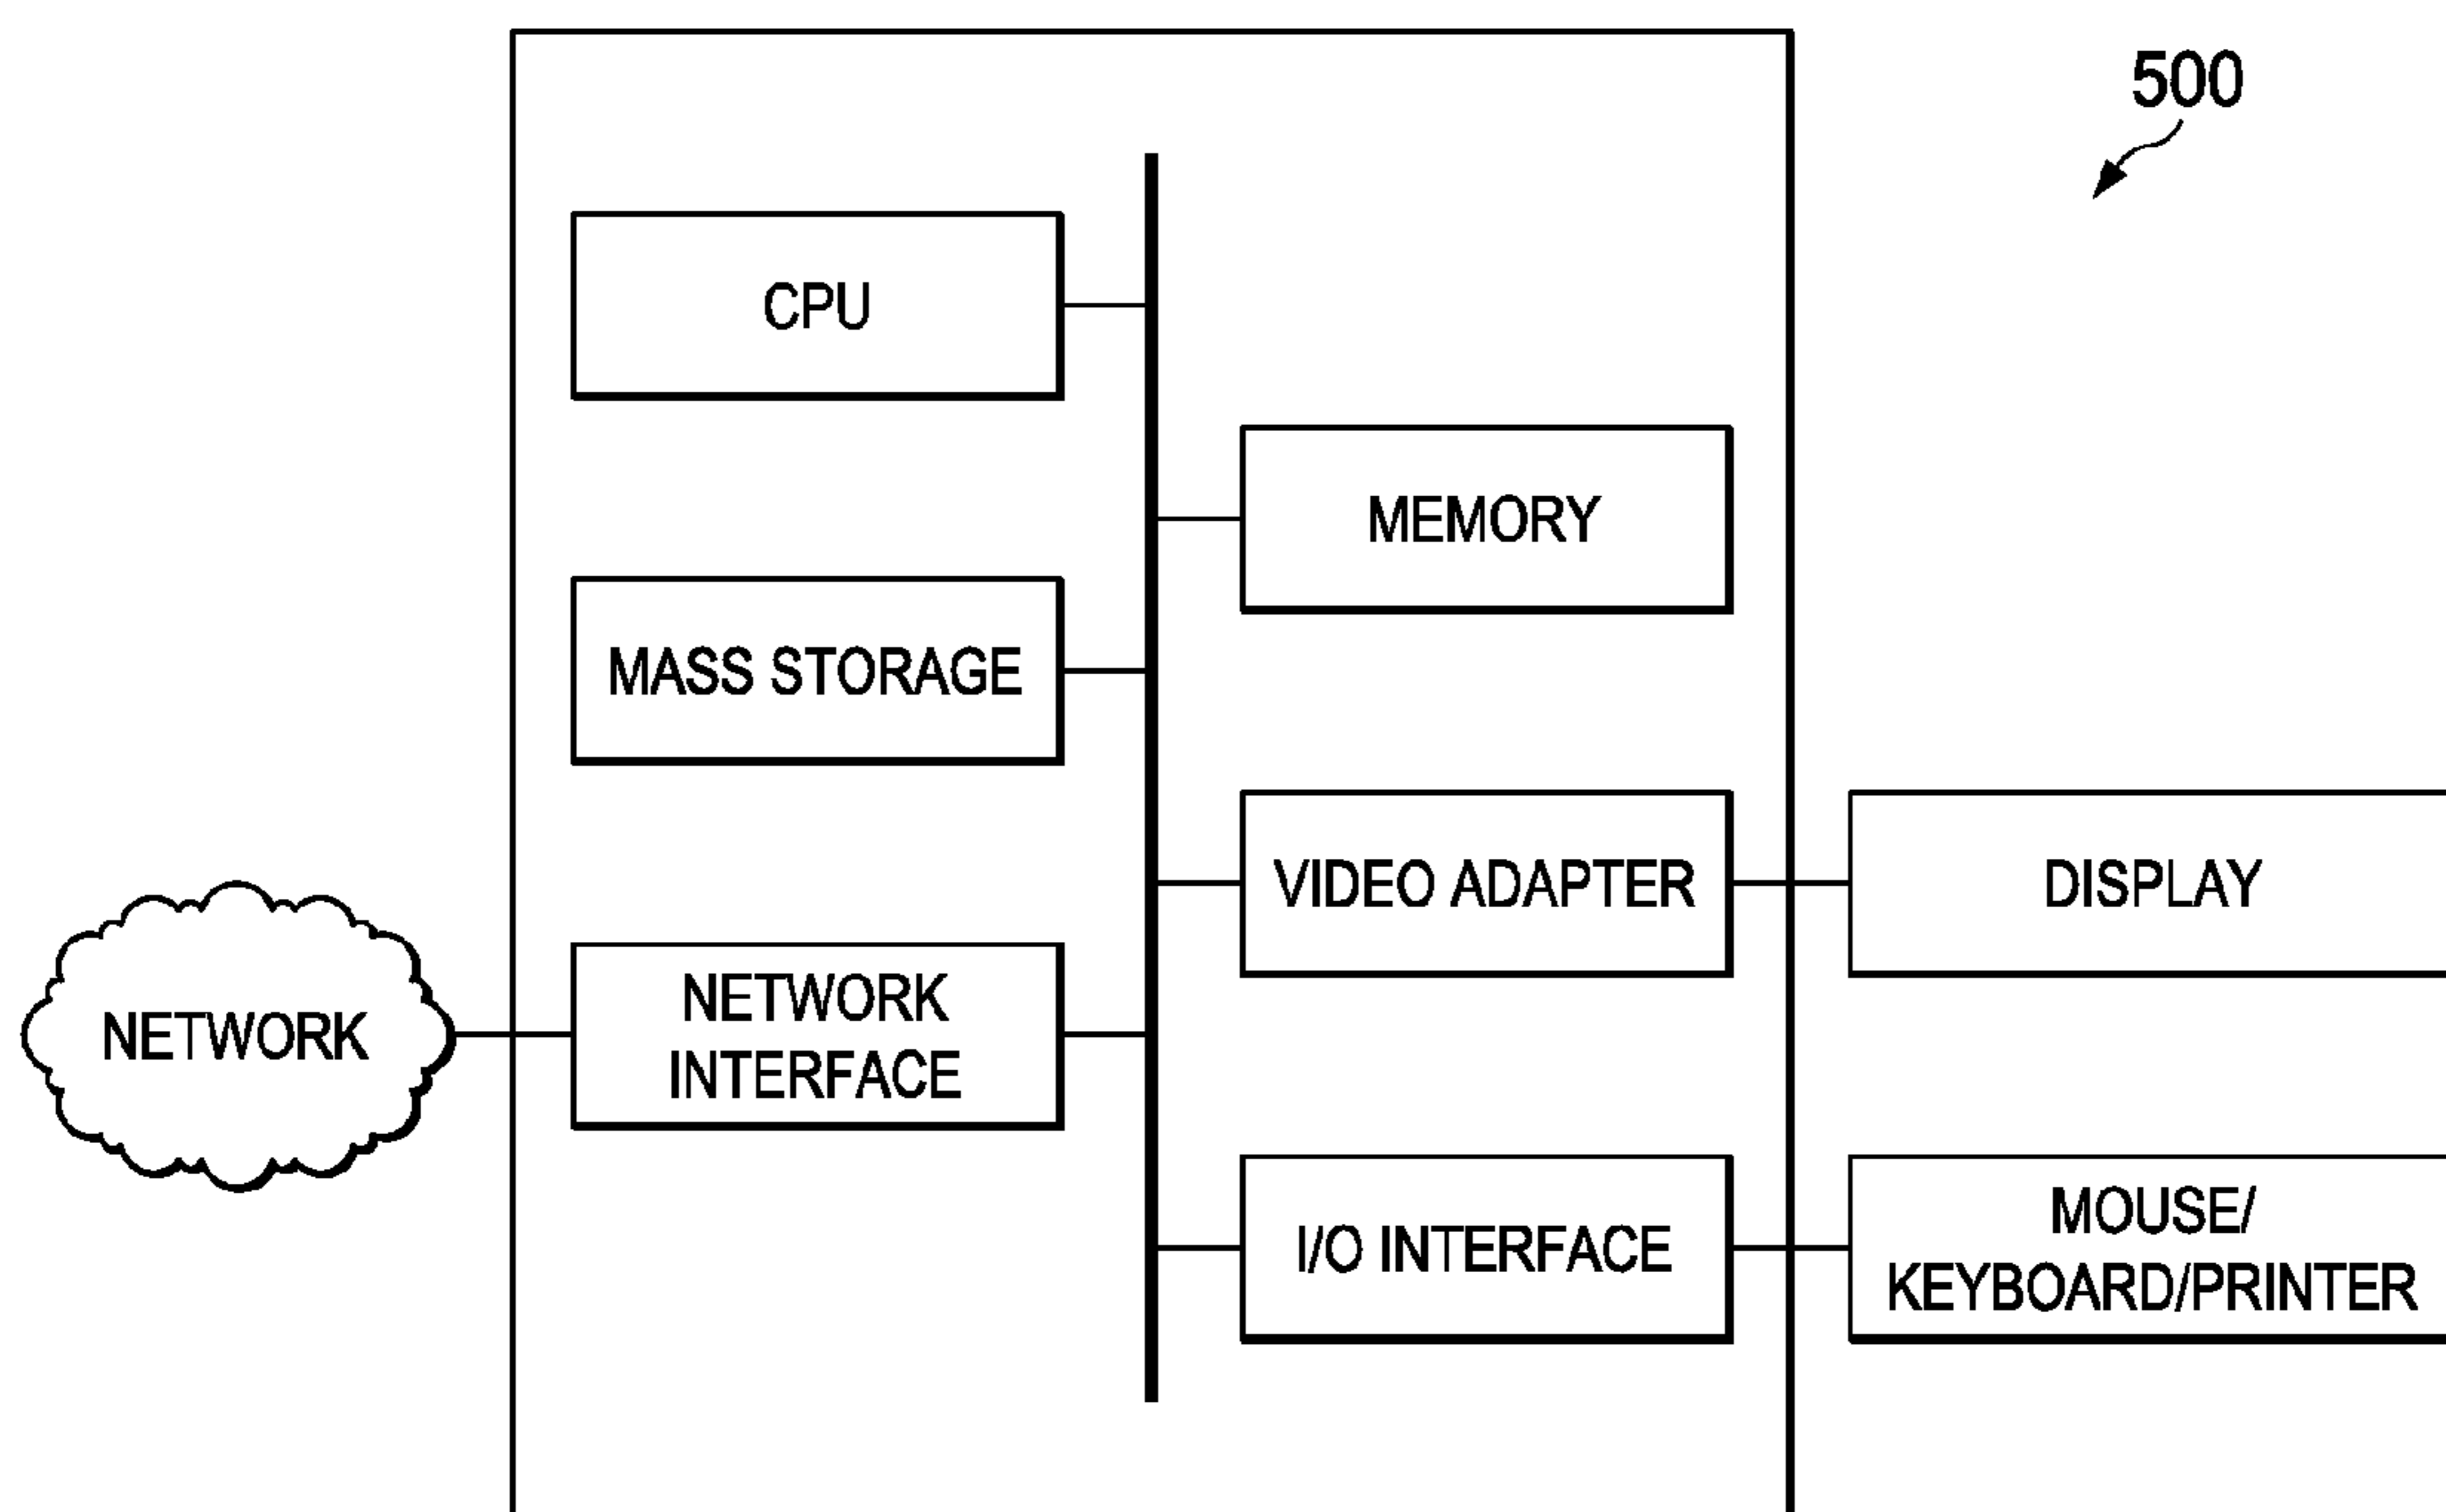 500
CPU
MEMORY
MASS STORAGE
VIDEO ADAPTER
DISPLAY
NETWORK
NETWORK
INTERFACE
I/O INTERFACE
MOUSE/
KEYBOARD/PRINTER